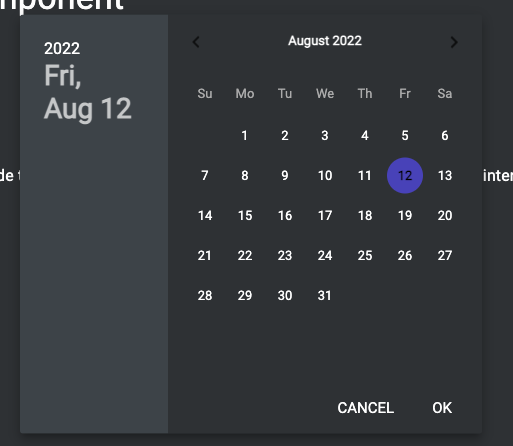 mponent
2022
Fri,
Aug 12
August 2022
Su Mo Tu We Th Fr Sa
1 2 3 4 5 6
7 8 9 10 11 12 13
14 15 16 17 18 19 20
21 22 23 24 25 26 27
28 29 30 31
CANCEL OK
de t
inter